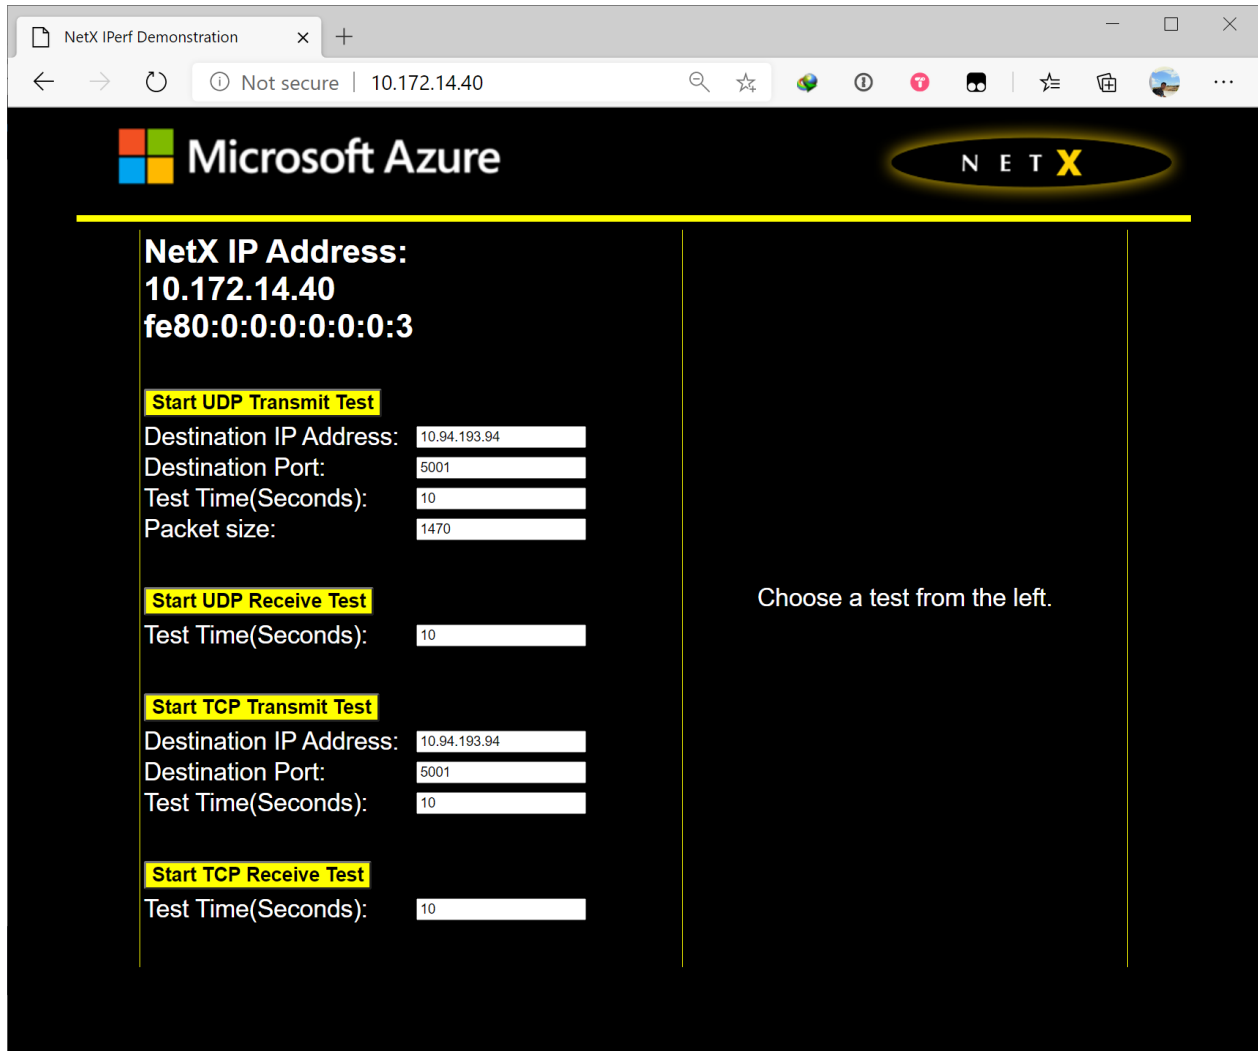 NetX IPerf Demonstration
Not secure | 10.172.14.40
Microsoft Azure
NETX
NetX IP Address:
10.172.14.40
fe80:0:0:0:0:0:0:3
Start UDP Transmit Test
Destination IP Address: 10.94.193.94
Destination Port: 5001
Test Time(Seconds): 10
Packet size: 1470
Start UDP Receive Test
Test Time(Seconds): 10
Choose a test from the left.
Start TCP Transmit Test
Destination IP Address: 10.94.193.94
Destination Port: 5001
Test Time(Seconds): 10
Start TCP Receive Test
Test Time(Seconds): 10